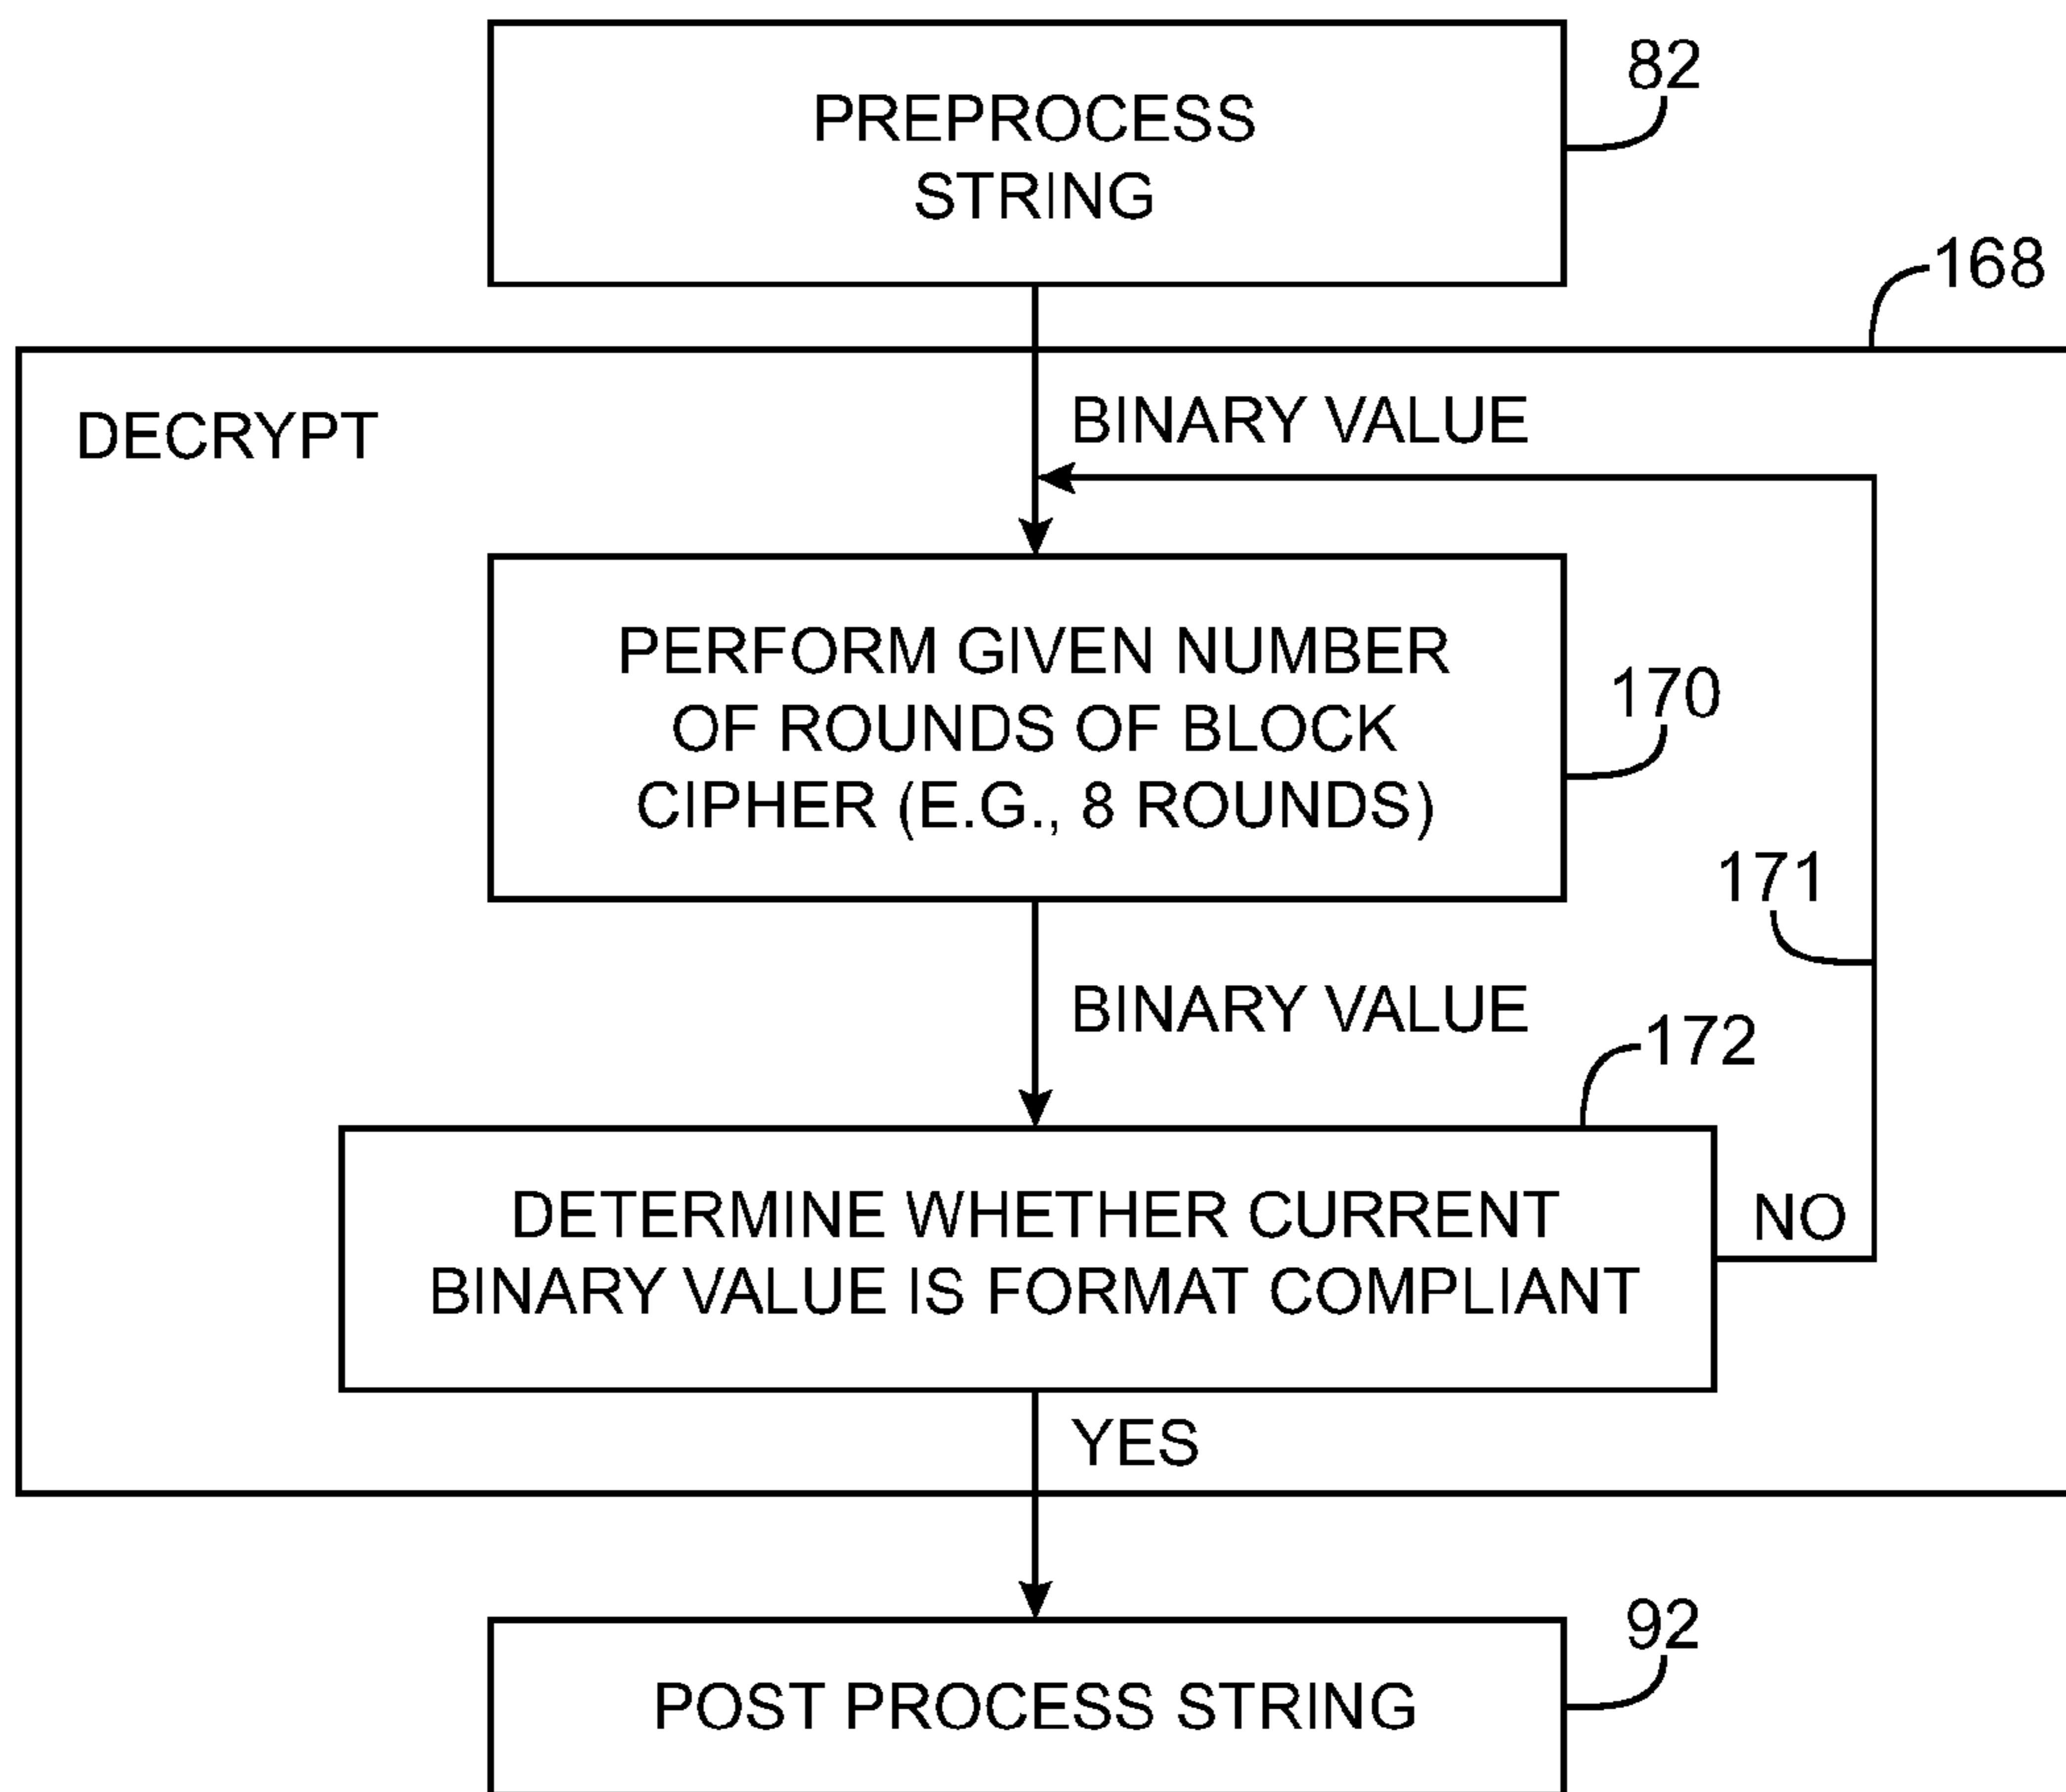 PREPROCESS
STRING
82
168
DECRYPT
BINARY VALUE
PERFORM GIVEN NUMBER
OF ROUNDS OF BLOCK
CIPHER (E.G., 8 ROUNDS)
170
171
BINARY VALUE
172
DETERMINE WHETHER CURRENT
BINARY VALUE IS FORMAT COMPLIANT
NO
YES
92
POST PROCESS STRING